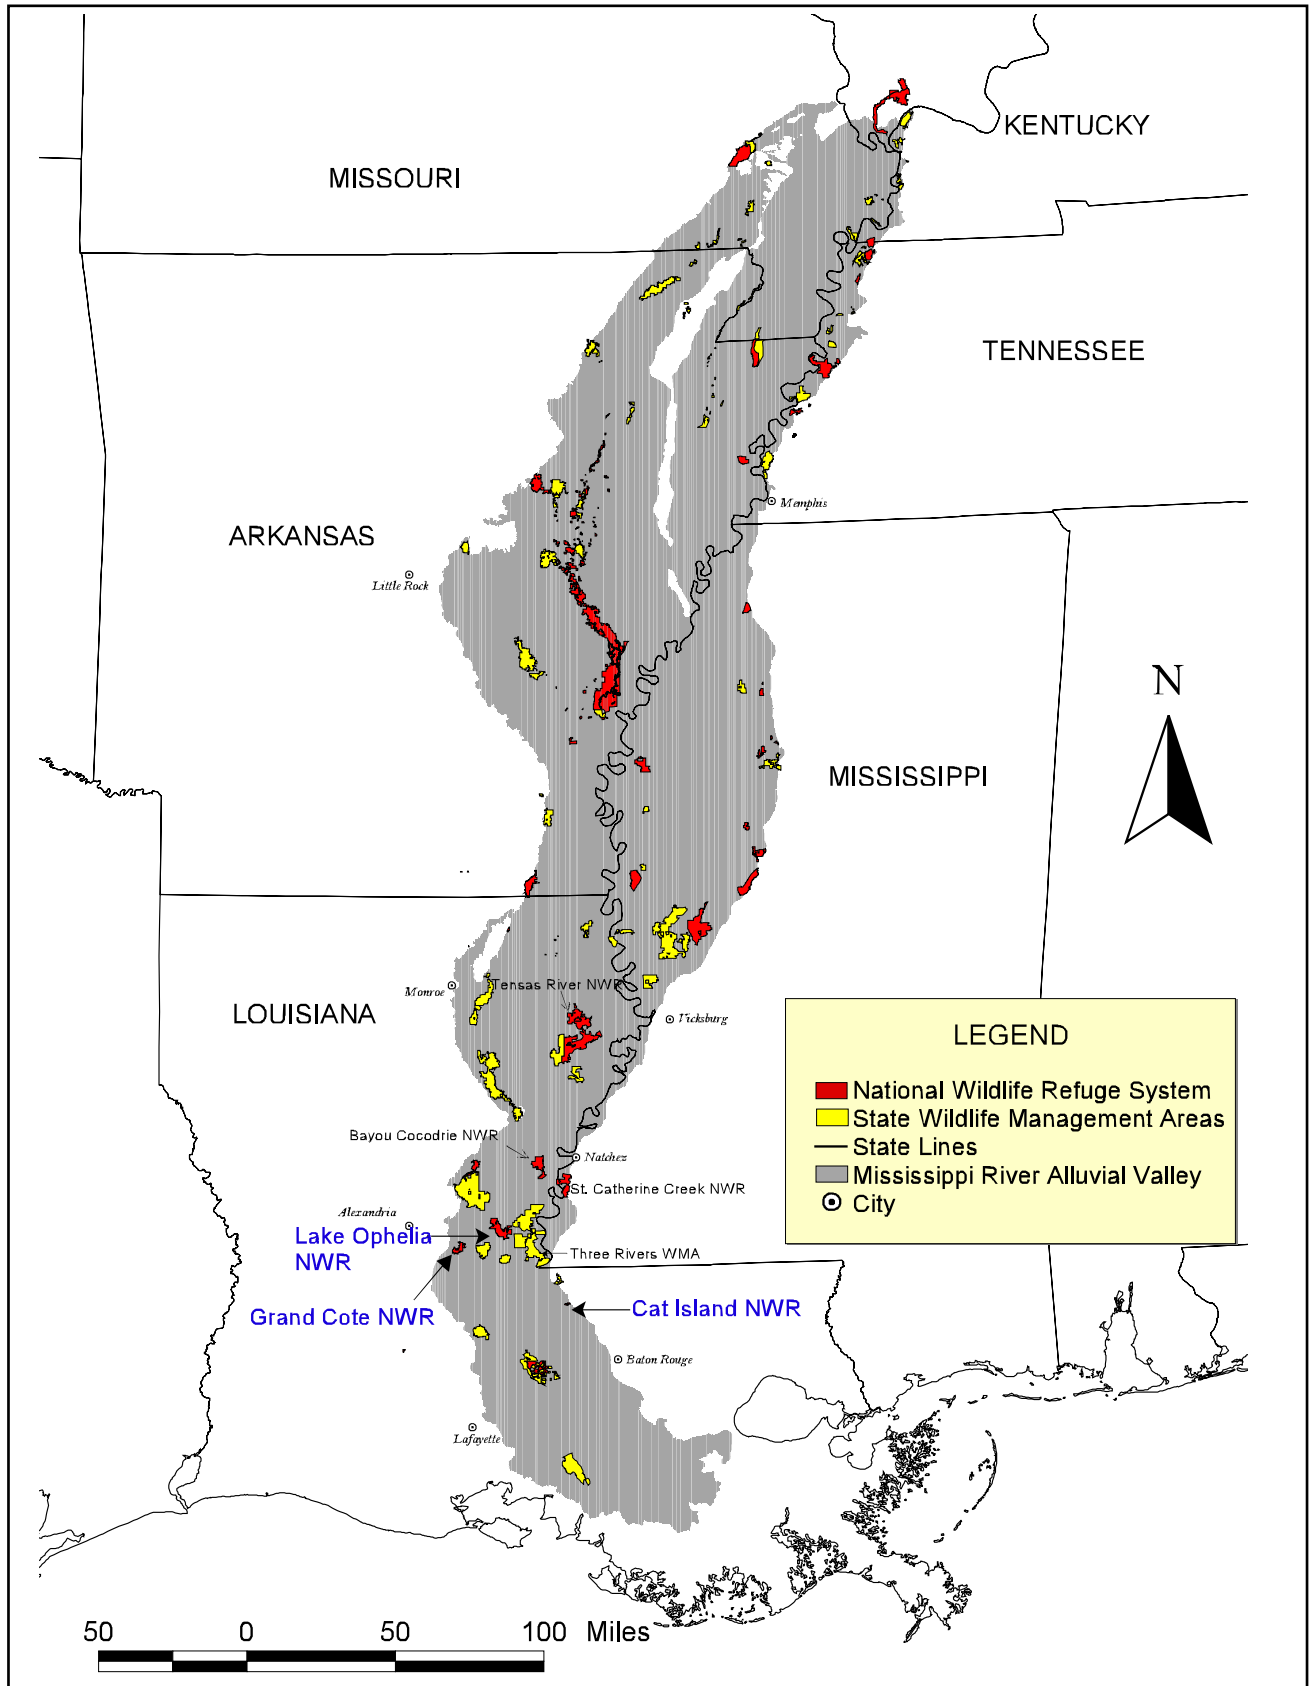 KENTUCKY
MISSOURI
TENNESSEE
Memphis
ARKANSAS
Little Rock
N
MISSISSIPPI
Tensas River NWR
Monroe
LOUISIANA
Vicksburg
LEGEND
National Wildlife Refuge System
State Wildlife Management Areas
State Lines
Mississippi River Alluvial Valley
City
Bayou Cocodrie NWR
Natchez
St. Catherine Creek NWR
Alexandria
Lake Ophelia
NWR
Three Rivers WMA
Grand Cote NWR
Cat Island NWR
Baton Rouge
Lafayette
50 0 50 100 Miles